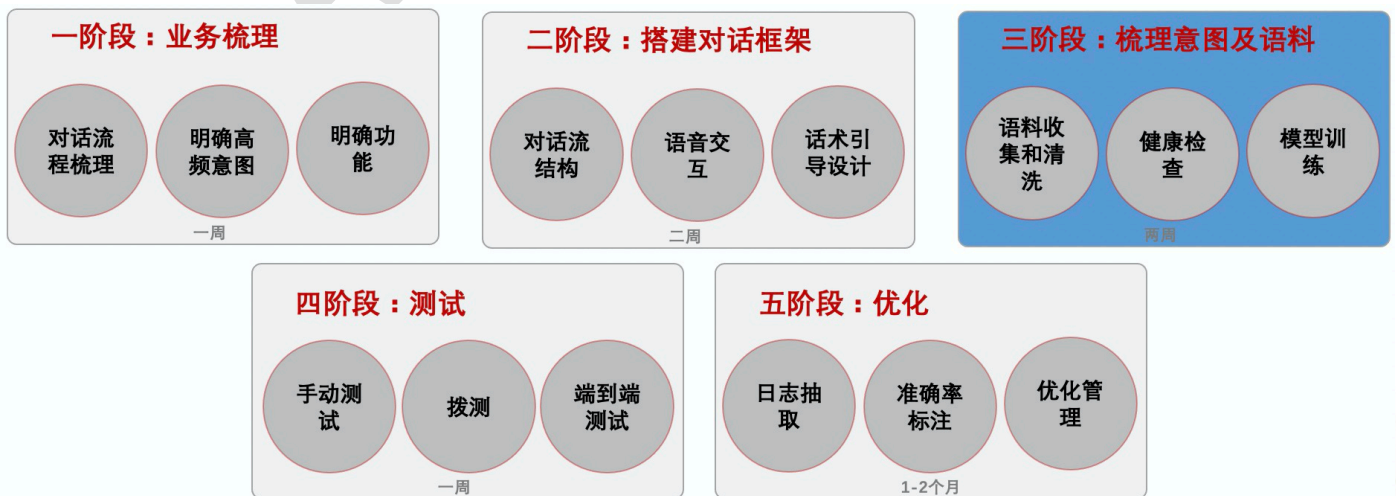 一阶段：业务梳理
对话流
程梳理
明确高
频意图
明确功
能
一周
二阶段：搭建对话框架
对话流
结构
语音交
互
话术引
导设计
二周
三阶段：梳理意图及语料
语料收
集和清
洗
健康检
查
模型训
练
两周
四阶段：测试
手动测
试
拨测
端到端
测试
一周
五阶段：优化
日志抽
取
准确率
标注
优化管
理
1-2个月